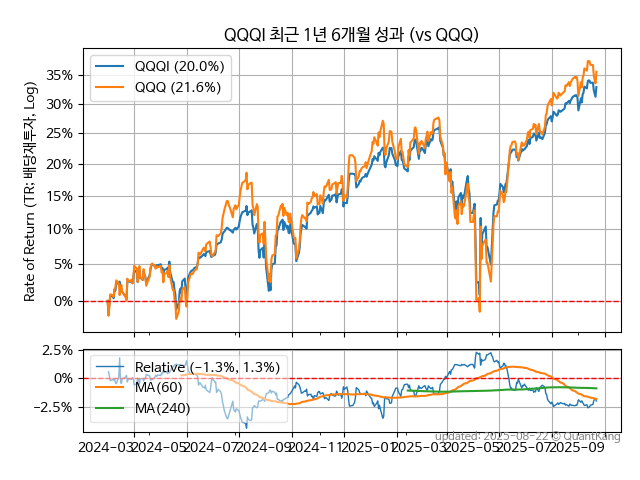 QQQI 최근 1년 6개월 성과 (vs QQQ)
QQQI (20.0%)
QQQ (21.6%)
Rate of Return (TR: 배당재투자, Log)
35%
30%
25%
20%
15%
10%
5%
0%
2.5%
0%
−2.5%
Relative (−1.3%, 1.3%)
MA(60)
MA(240)
updated: 2025-08-22 © QuantKang
2024-03
2024-05
2024-07
2024-09
2024-11
2025-01
2025-03
2025-05
2025-07
2025-09